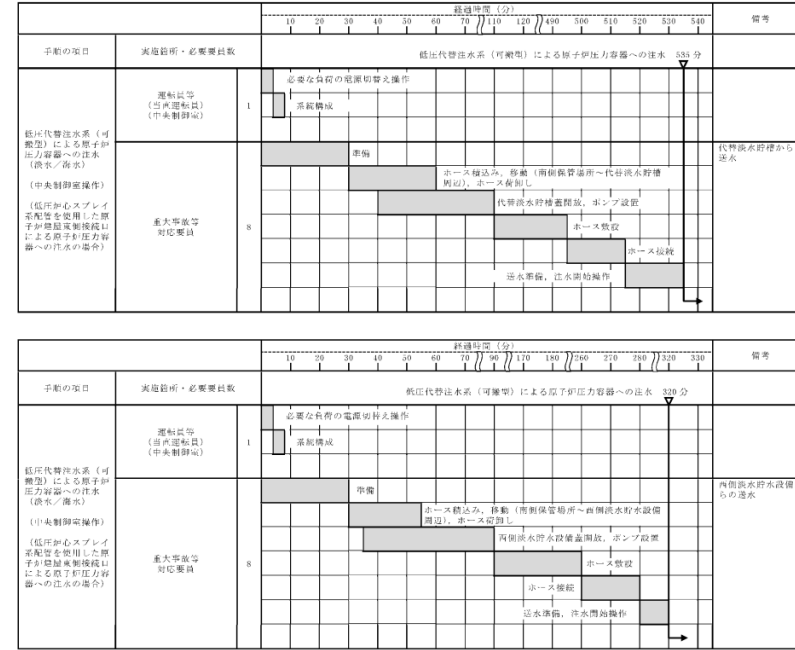 経過時間（分）
10 20 30 40 50 60 70 110 120 490 500 510 520 530 540
備考
手順の項目
実施箇所・必要要員数
低圧代替注水系（可搬型）による原子炉圧力容器への注水 535分
低圧代替注水系（可
搬型）による原子炉
圧力容器への注水
（淡水／海水）
（中央制御室操作）
（低圧炉心スプレイ
系配管を使用した原
子炉建屋東側接続口
による原子炉圧力容
器への注水の場合）
運転員等
（当直運転員）
（中央制御室）
1
必要な負荷の電源切替え操作
系統構成
重大事故等
対応要員
8
準備
ホース積込み，移動（南側保管場所～代替淡水貯槽
周辺），ホース荷卸し
代替淡水貯槽蓋開放，ポンプ設置
ホース敷設
ホース接続
送水準備，注水開始操作
代替淡水貯槽から
送水
経過時間（分）
10 20 30 40 50 60 70 90 120 180 260 270 280 320 330
備考
手順の項目
実施箇所・必要要員数
低圧代替注水系（可搬型）による原子炉圧力容器への注水 320分
低圧代替注水系（可
搬型）による原子炉
圧力容器への注水
（淡水／海水）
（中央制御室操作）
（低圧炉心スプレイ
系配管を使用した原
子炉建屋東側接続口
による原子炉圧力容
器への注水の場合）
運転員等
（当直運転員）
（中央制御室）
1
必要な負荷の電源切替え操作
系統構成
重大事故等
対応要員
8
準備
ホース積込み，移動（南側保管場所～西側淡水貯水設備
周辺），ホース荷卸し
西側淡水貯水設備蓋開放，ポンプ設置
ホース敷設
ホース接続
送水準備，注水開始操作
西側淡水貯水設備
らの送水